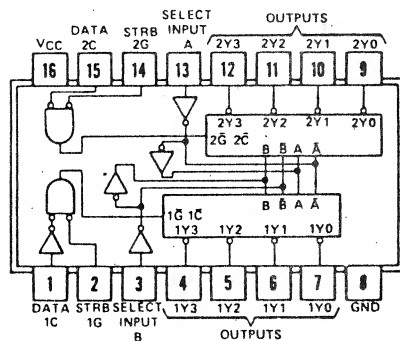 SELECT
DATA STRB INPUT OUTPUTS
VCC 2C 2G A 2Y3 2Y2 2Y1 2Y0
16 15 14 13 12 11 10 9
2Y3 2Y2 2Y1 2Y0
2G̅ 2C̅
B B̅ A A̅
B B̅ A A̅
1G̅ 1C̅
1Y3 1Y2 1Y1 1Y0
1 2 3 4 5 6 7 8
DATA STRB SELECT 1Y3 1Y2 1Y1 1Y0 GND
1C 1G INPUT OUTPUTS
B